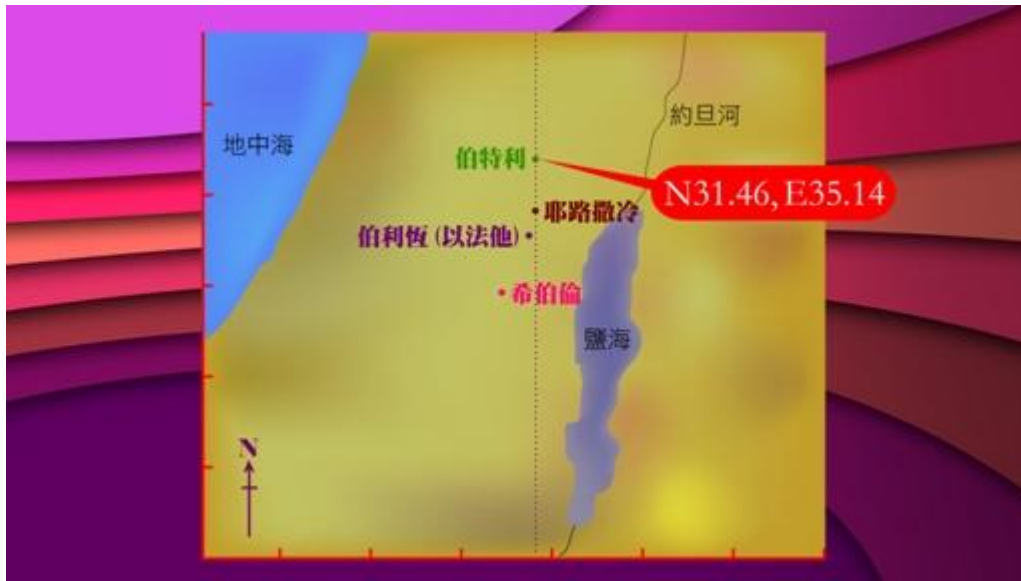 地中海
約旦河
伯特利
N31.46, E35.14
耶路撒冷
伯利恆 (以法他)
希伯倫
鹽海
N